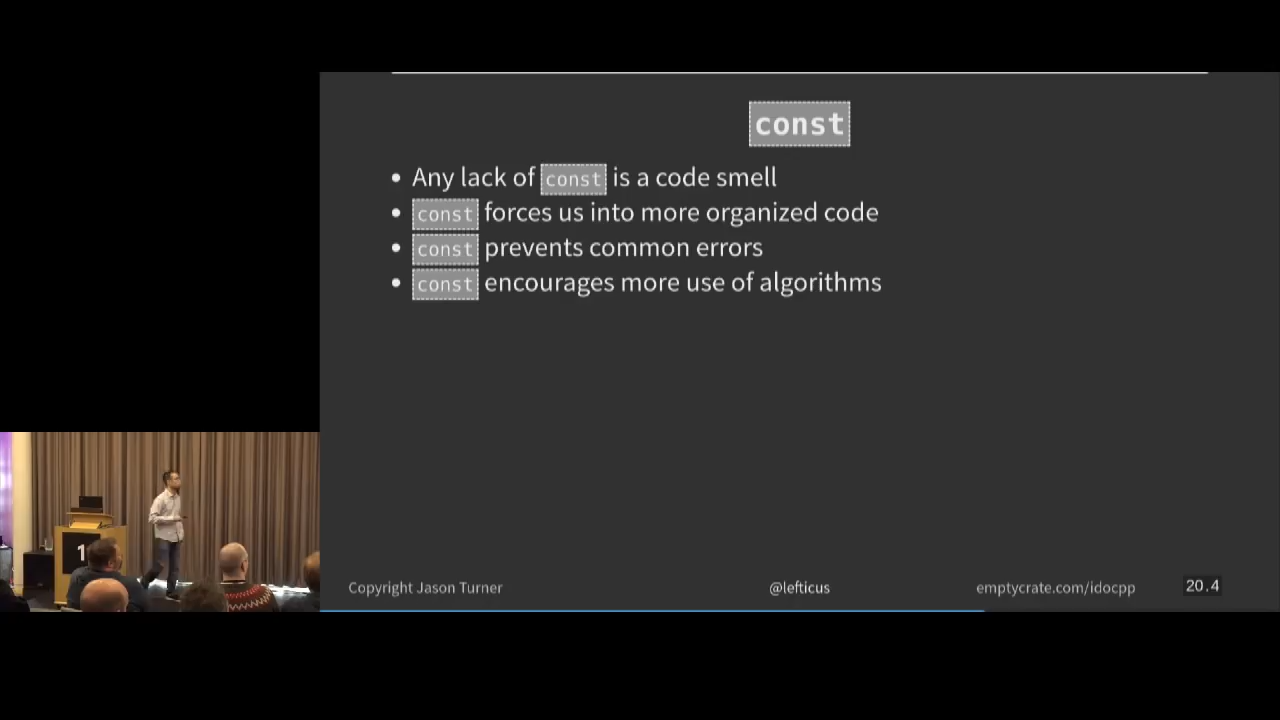 const
Any lack of const is a code smell
const forces us into more organized code
const prevents common errors
const encourages more use of algorithms
1
Copyright Jason Turner
@lefticus
emptycrate.com/idocpp
20.4